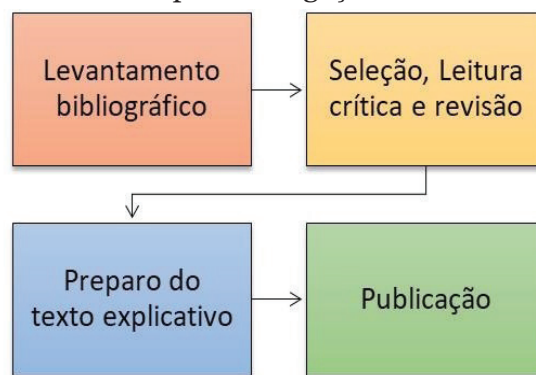 Levantamento
bibliográfico
Seleção, Leitura
crítica e revisão
Preparo do
texto explicativo
Publicação